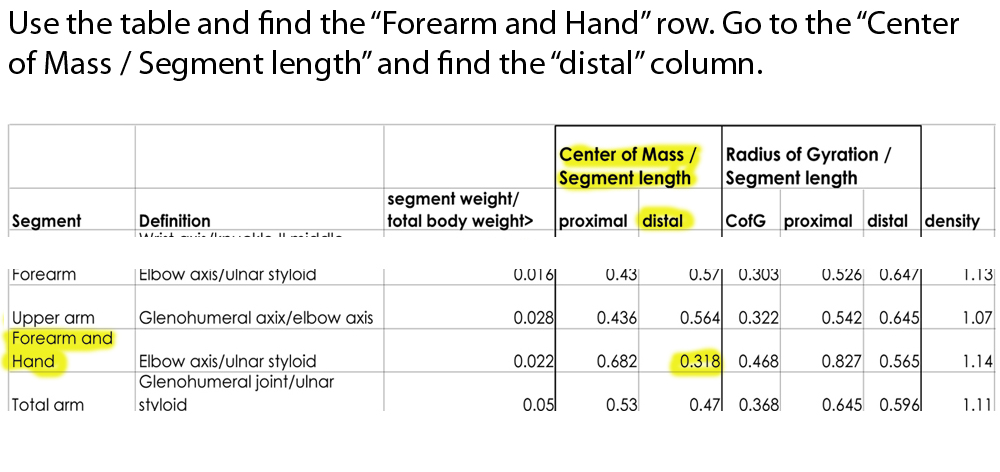 Use the table and find the “Forearm and Hand” row. Go to the “Center
of Mass / Segment length” and find the “distal” column.
Center of Mass / Radius of Gyration /
Segment length Segment length
segment weight/
Segment Definition total body weight> proximal distal CofG proximal distal density
Forearm Elbow axis/ulnar styloid 0.016 0.43 0.57 0.303 0.526 0.647 1.13
Upper arm Glenohumeral axix/elbow axis 0.028 0.436 0.564 0.322 0.542 0.645 1.07
Forearm and
Hand Elbow axis/ulnar styloid 0.022 0.682 0.318 0.468 0.827 0.565 1.14
Glenohumeral joint/ulnar
Total arm styloid 0.05 0.53 0.47 0.368 0.645 0.596 1.11